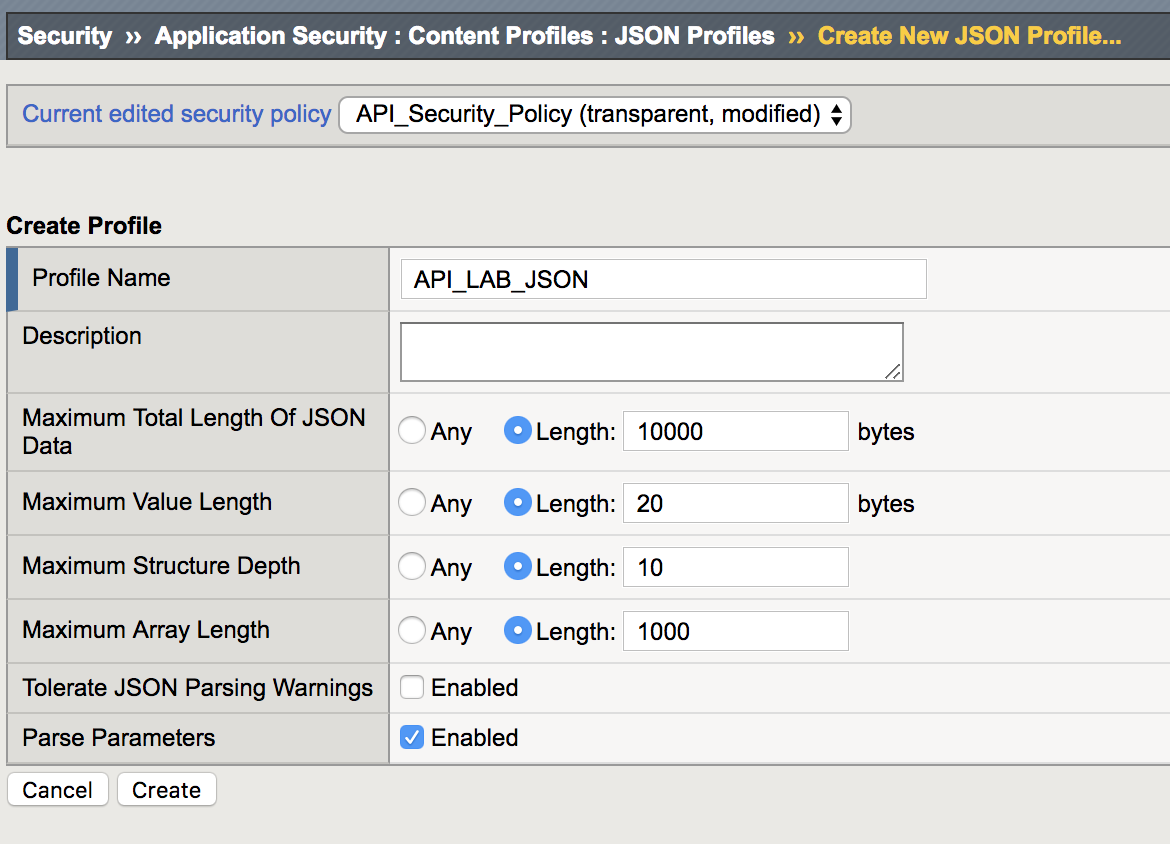 Security ›› Application Security : Content Profiles : JSON Profiles ›› Create New JSON Profile...
Current edited security policy API_Security_Policy (transparent, modified)
Create Profile
Profile Name API_LAB_JSON
Description
Maximum Total Length Of JSON
Data
Any Length: 10000 bytes
Maximum Value Length Any Length: 20 bytes
Maximum Structure Depth Any Length: 10
Maximum Array Length Any Length: 1000
Tolerate JSON Parsing Warnings Enabled
Parse Parameters Enabled
Cancel Create